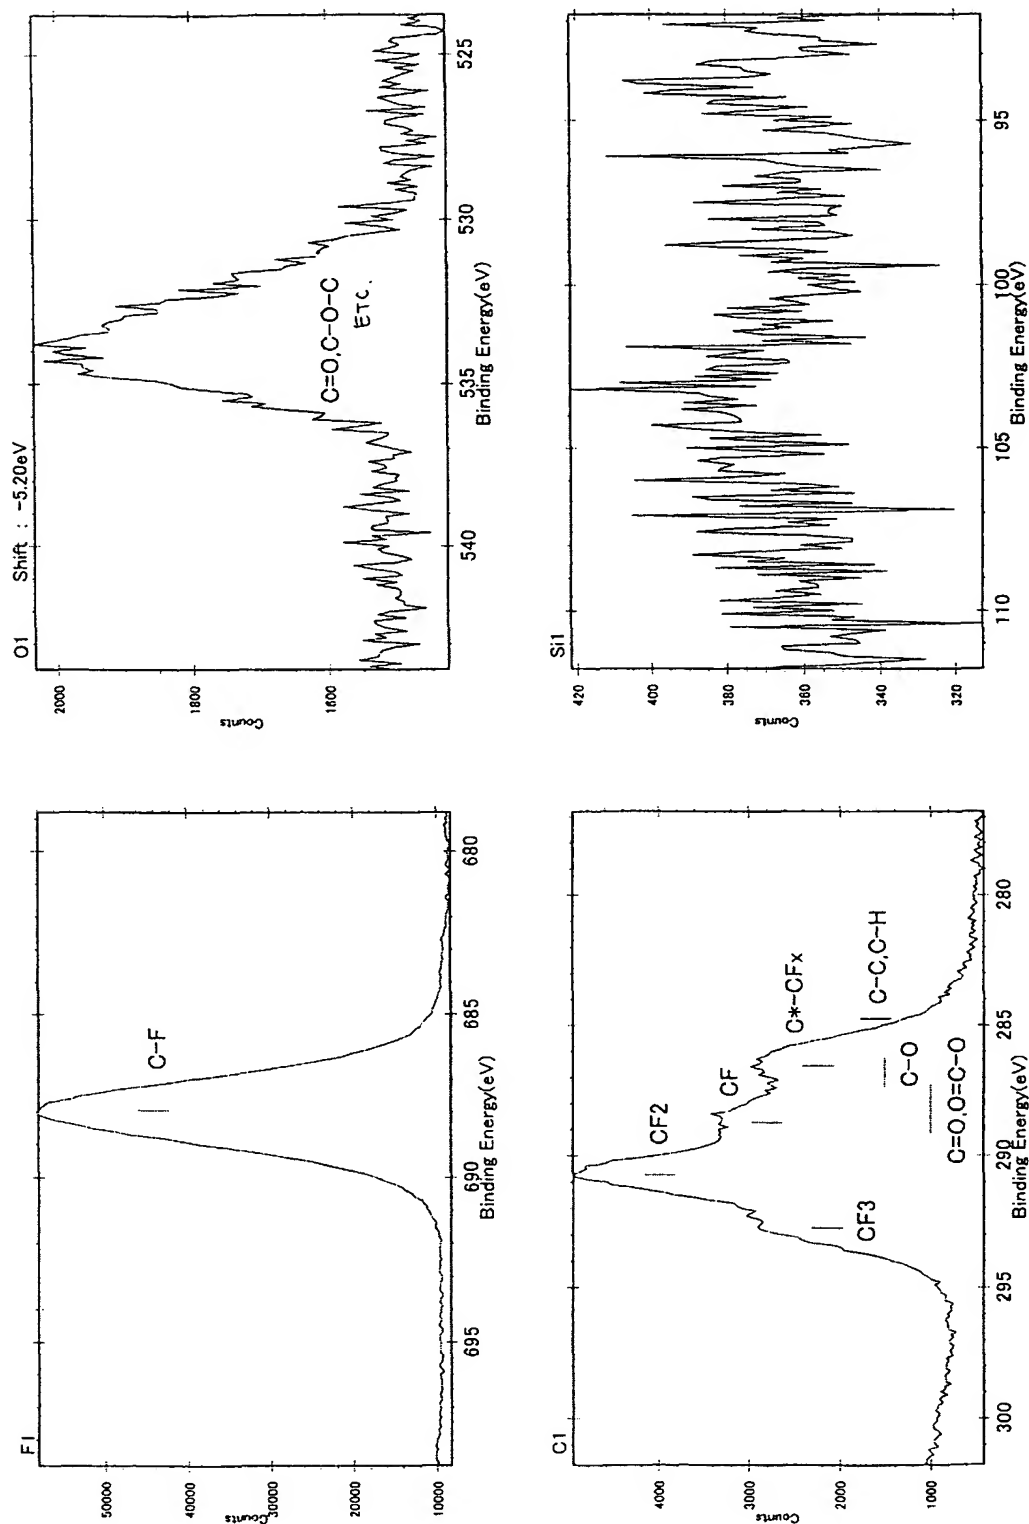 F1
C-F
50000
40000
30000
20000
10000
Counts
695
690
685
680
Binding Energy(eV)
O1 Shift : -5.20eV
C=O,C-O-C
ETC.
2000
1800
1600
Counts
540
535
530
525
Binding Energy(eV)
C1
CF3
CF2
CF
C*-CFx
C-C,C-H
C-O
C=O,O=C-O
4000
3000
2000
1000
Counts
300
295
290
285
280
Binding Energy(eV)
Si1
420
400
380
360
340
320
Counts
110
105
100
95
Binding Energy(eV)